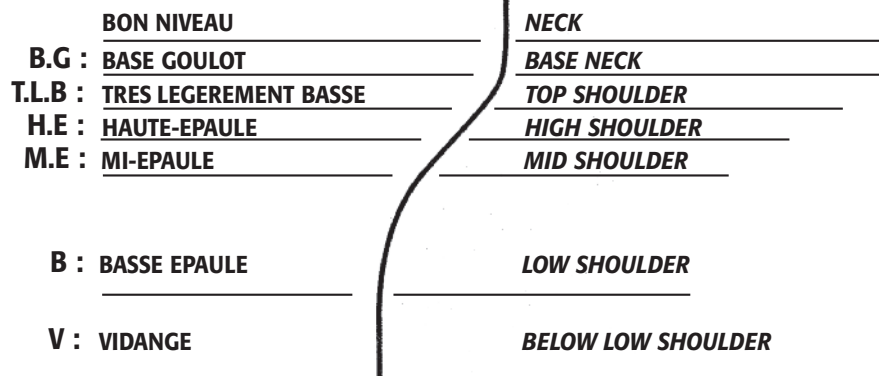 BON NIVEAU NECK
B.G : BASE GOULOT BASE NECK
T.L.B : TRES LEGEREMENT BASSE TOP SHOULDER
H.E : HAUTE-EPAULE HIGH SHOULDER
M.E : MI-EPAULE MID SHOULDER
B : BASSE EPAULE LOW SHOULDER
V : VIDANGE BELOW LOW SHOULDER